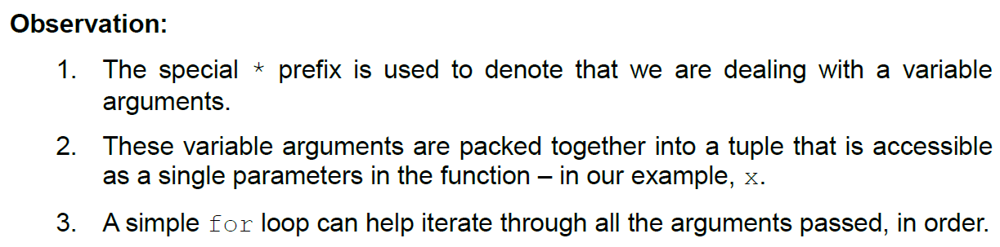 Observation:
1. The special * prefix is used to denote that we are dealing with a variable
arguments.
2. These variable arguments are packed together into a tuple that is accessible
as a single parameters in the function – in our example, x.
3. A simple for loop can help iterate through all the arguments passed, in order.